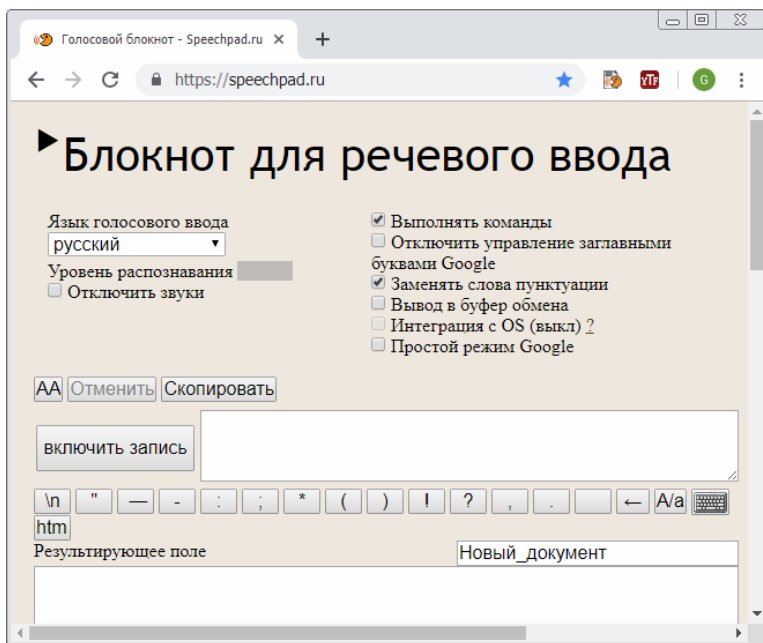 Голосовой блокнот - Speechpad.ru
https://speechpad.ru
YTF
G
Блокнот для речевого ввода
Язык голосового ввода
русский
Уровень распознавания
Отключить звуки
Выполнять команды
Отключить управление заглавными
буквами Google
Заменять слова пунктуации
Вывод в буфер обмена
Интеграция с OS (выкл) ?
Простой режим Google
AA Отменить Скопировать
включить запись
\n " — - : ; * ( ) ! ? , . ← A/a
htm
Результирующее поле
Новый_документ